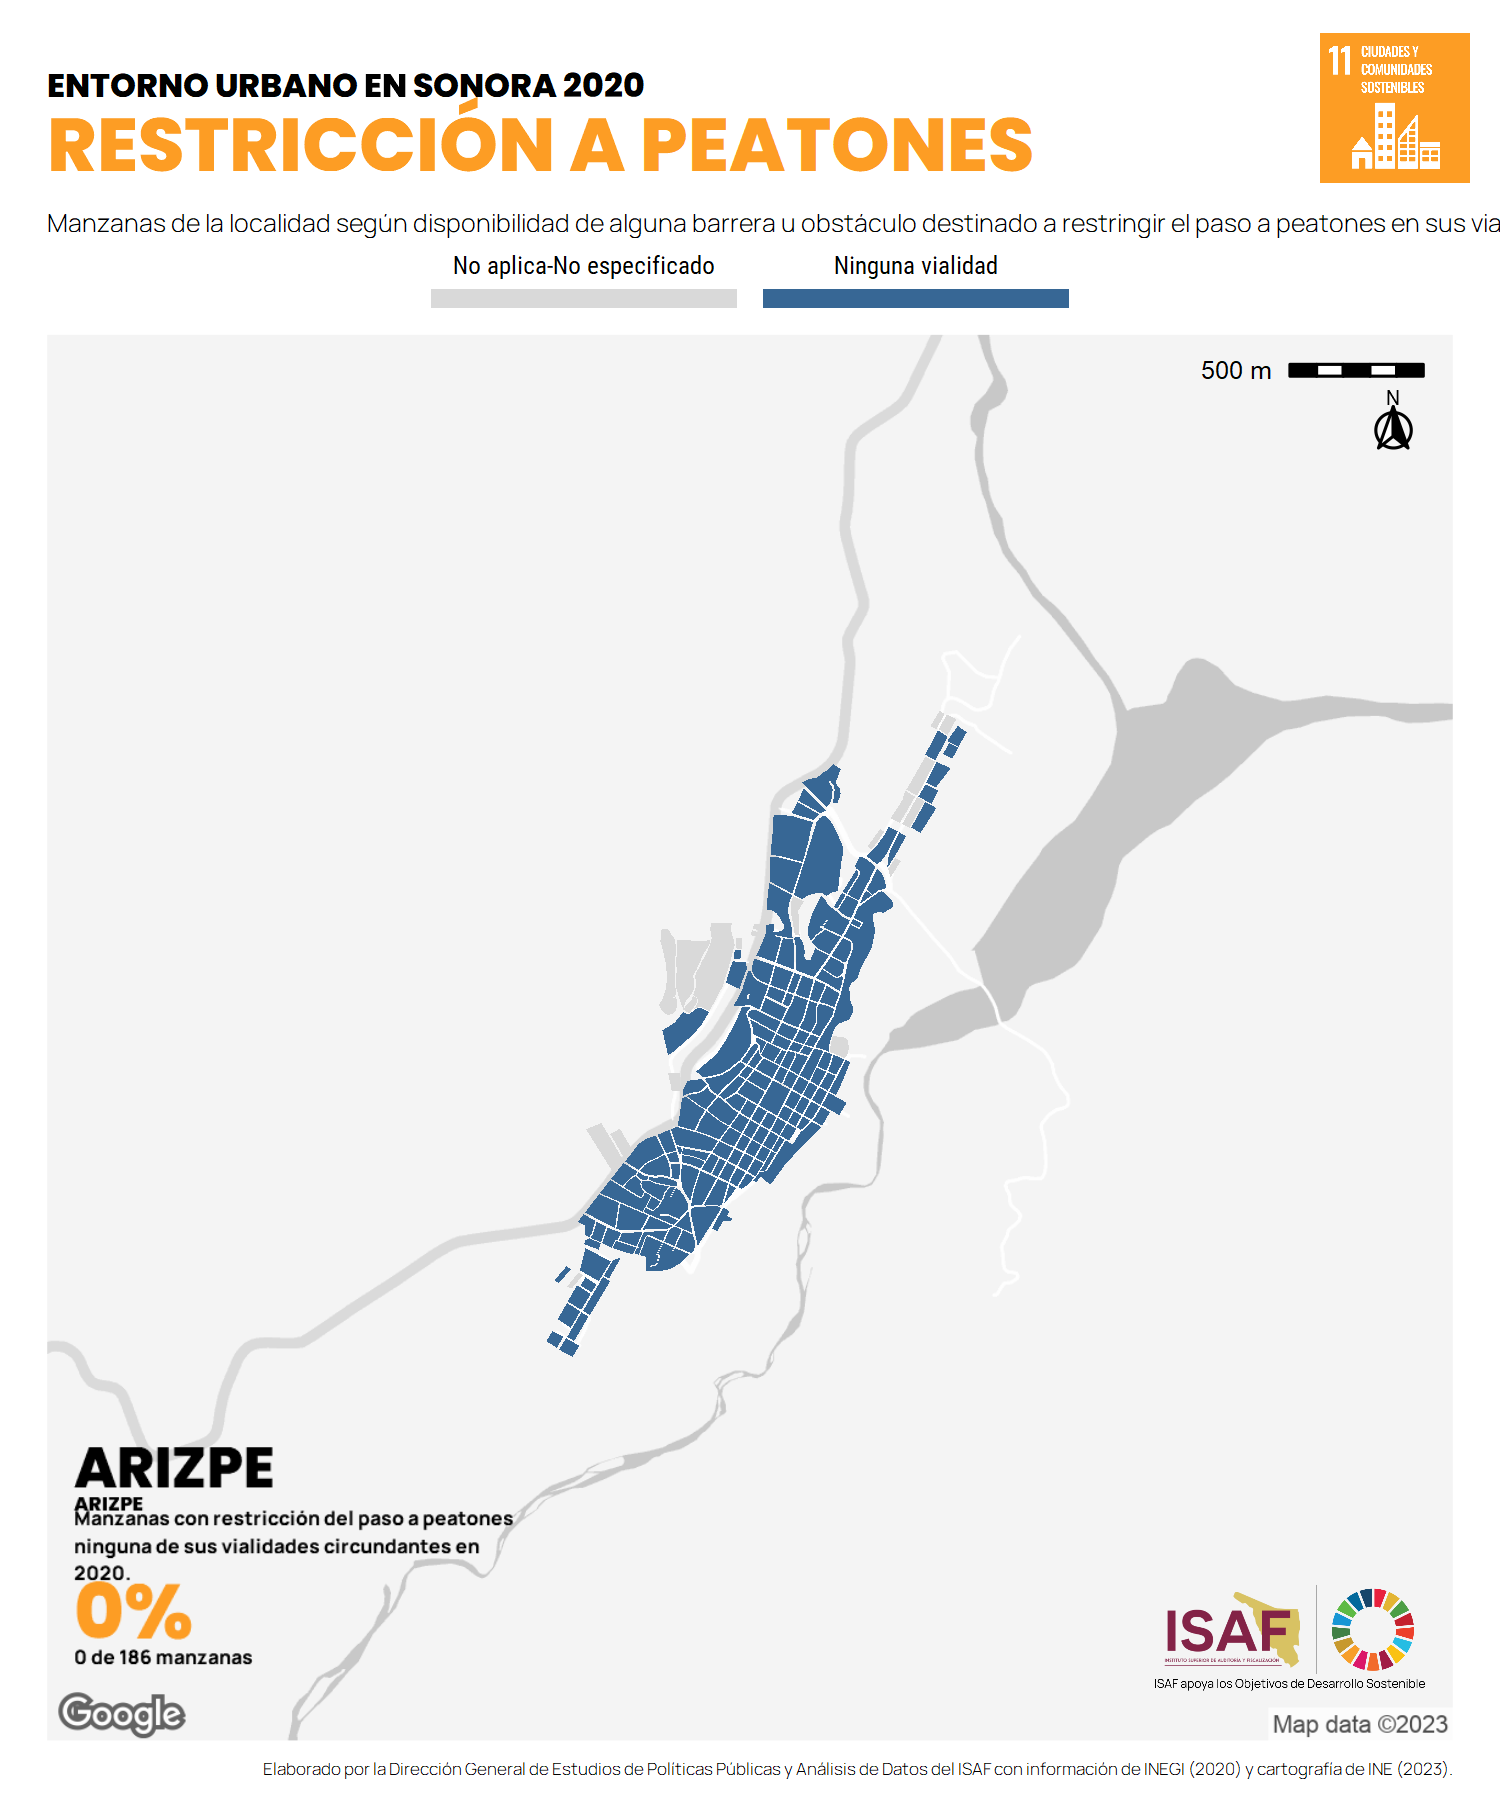 ENTORNO URBANO EN SONORA 2020
RESTRICCIÓN A PEATONES
11 CIUDADES Y
COMUNIDADES
SOSTENIBLES
Manzanas de la localidad según disponibilidad de alguna barrera u obstáculo destinado a restringir el paso a peatones en sus via
No aplica-No especificado
Ninguna vialidad
500 m
N
ARIZPE
ARIZPE
Manzanas con restricción del paso a peatones
ninguna de sus vialidades circundantes en
2020.
0%
0 de 186 manzanas
Google
ISAF
INSTITUTO SUPERIOR DE AUDITORÍA Y FISCALIZACIÓN
ISAF apoya los Objetivos de Desarrollo Sostenible
Map data ©2023
Elaborado por la Dirección General de Estudios de Políticas Públicas y Análisis de Datos del ISAF con información de INEGI (2020) y cartografía de INE (2023).